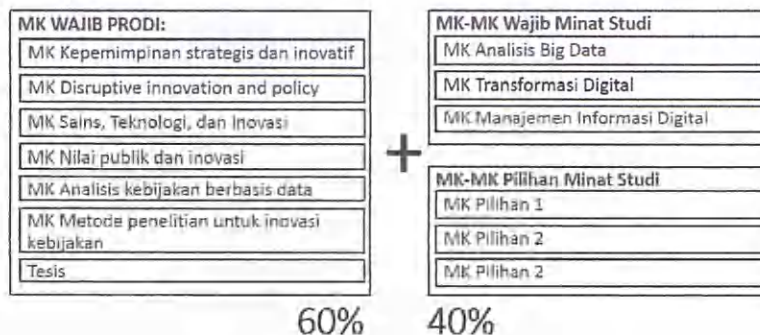 MK WAJIB PRODI:
MK Kepemimpinan strategis dan inovatif
MK Disruptive innovation and policy
MK Sains, Teknologi, dan Inovasi
MK Nilai publik dan inovasi
MK Analisis kebijakan berbasis data
MK Metode penelitian untuk inovasi
kebijakan
Tesis
60%
+
MK-MK Wajib Minat Studi
MK Analisis Big Data
MK Transformasi Digital
MK Manajemen Informasi Digital
MK-MK Pilihan Minat Studi
MK Pilihan 1
MK Pilihan 2
MK Pilihan 2
40%